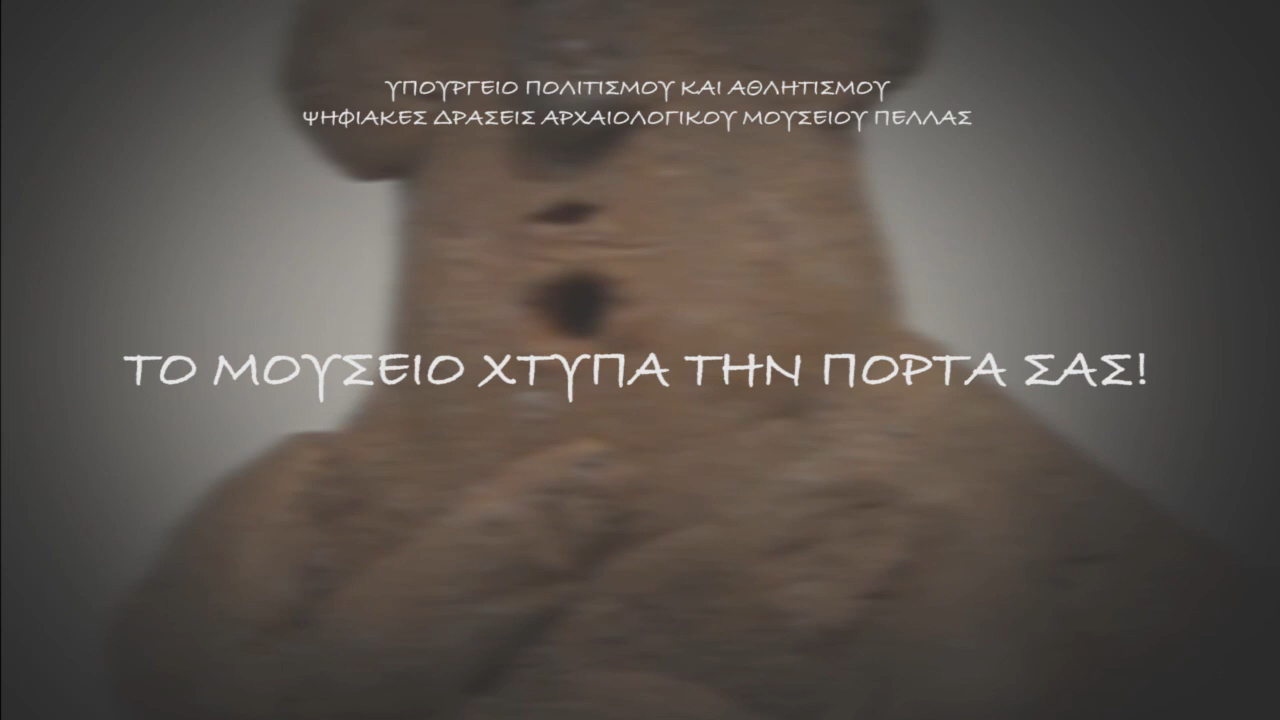 ΥΠΟΥΡΓΕΙΟ ΠΟΛΙΤΙΣΜΟΥ ΚΑΙ ΑΘΛΗΤΙΣΜΟΥ
ΨΗΦΙΑΚΕΣ ΔΡΑΣΕΙΣ ΑΡΧΑΙΟΛΟΓΙΚΟΥ ΜΟΥΣΕΙΟΥ ΠΕΛΛΑΣ
ΤΟ ΜΟΥΣΕΙΟ ΧΤΥΠΑ ΤΗΝ ΠΟΡΤΑ ΣΑΣ!